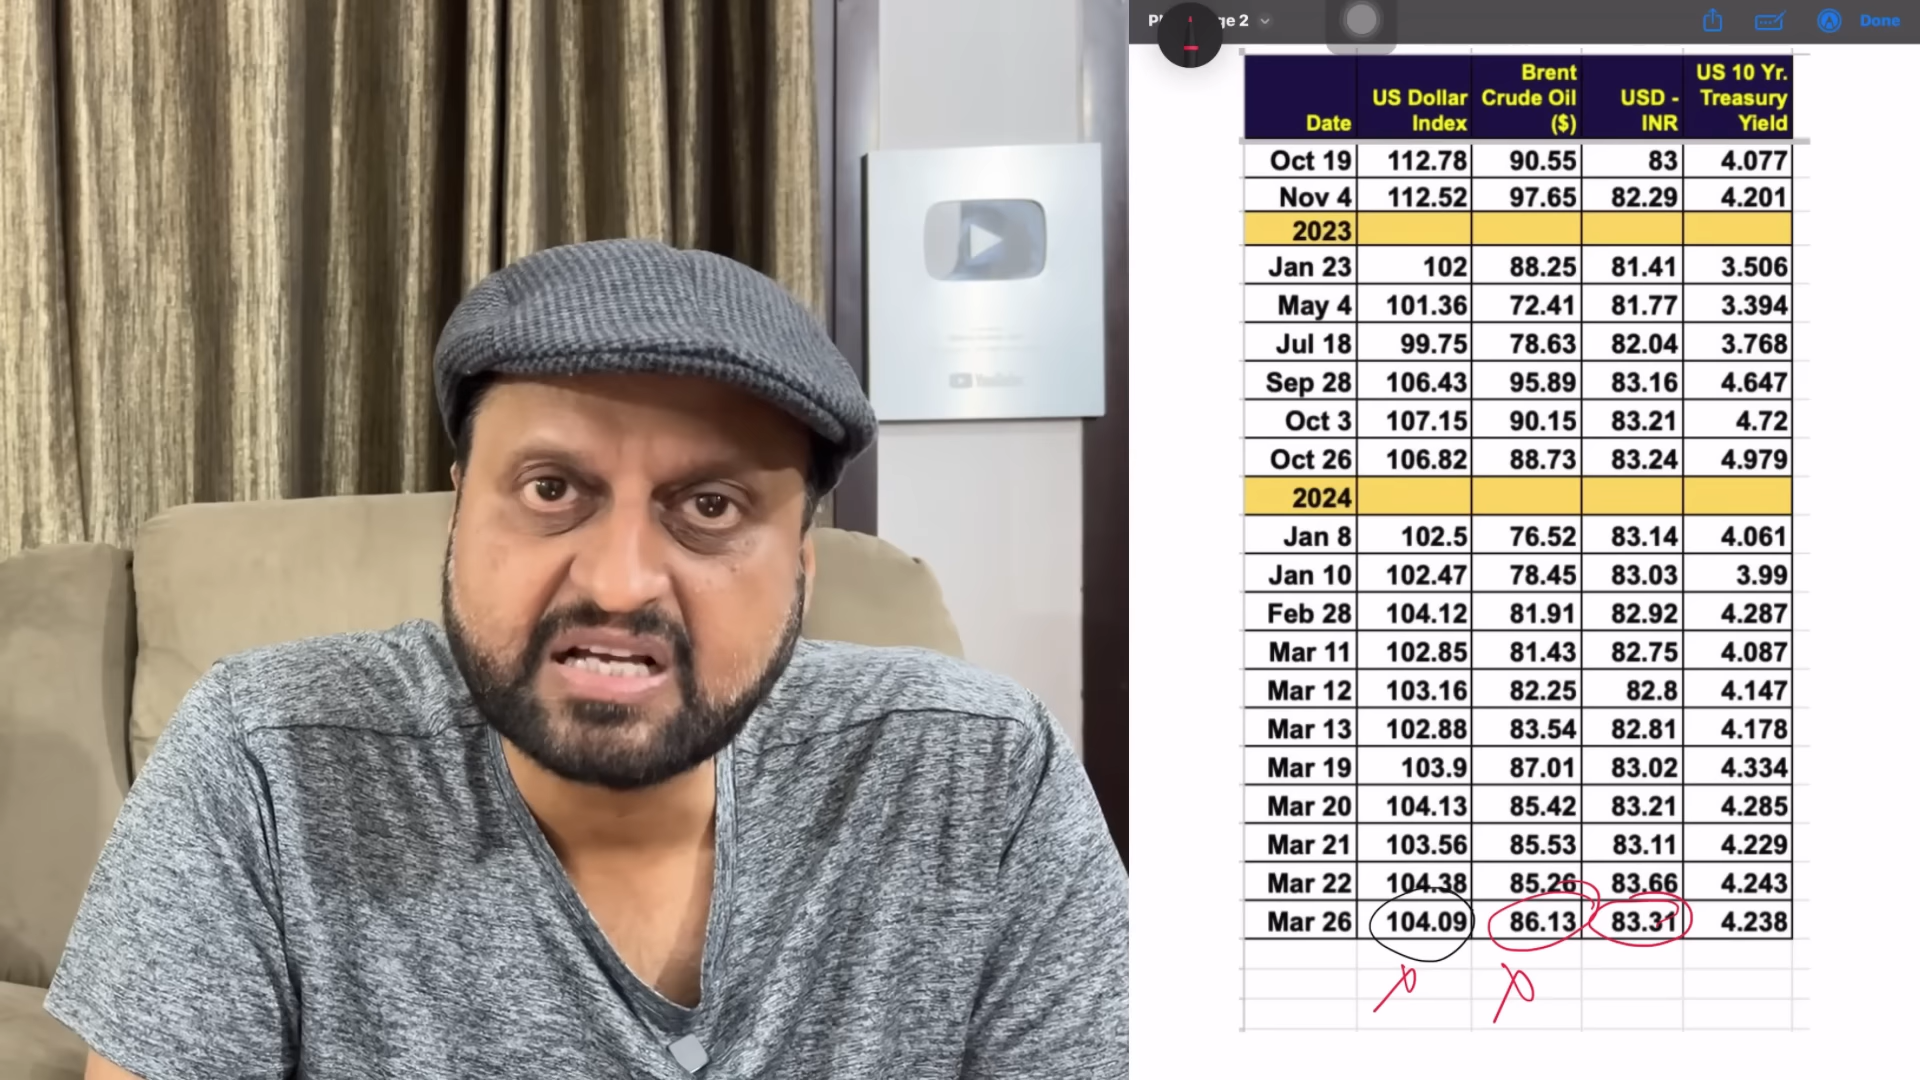 ge 2
Done
Date US Dollar Index Brent Crude Oil ($) USD - INR US 10 Yr. Treasury Yield
Oct 19 112.78 90.55 83 4.077
Nov 4 112.52 97.65 82.29 4.201
2023
Jan 23 102 88.25 81.41 3.506
May 4 101.36 72.41 81.77 3.394
Jul 18 99.75 78.63 82.04 3.768
Sep 28 106.43 95.89 83.16 4.647
Oct 3 107.15 90.15 83.21 4.72
Oct 26 106.82 88.73 83.24 4.979
2024
Jan 8 102.5 76.52 83.14 4.061
Jan 10 102.47 78.45 83.03 3.99
Feb 28 104.12 81.91 82.92 4.287
Mar 11 102.85 81.43 82.75 4.087
Mar 12 103.16 82.25 82.8 4.147
Mar 13 102.88 83.54 82.81 4.178
Mar 19 103.9 87.01 83.02 4.334
Mar 20 104.13 85.42 83.21 4.285
Mar 21 103.56 85.53 83.11 4.229
Mar 22 104.38 85.26 83.66 4.243
Mar 26 104.09 86.13 83.31 4.238
YouTube